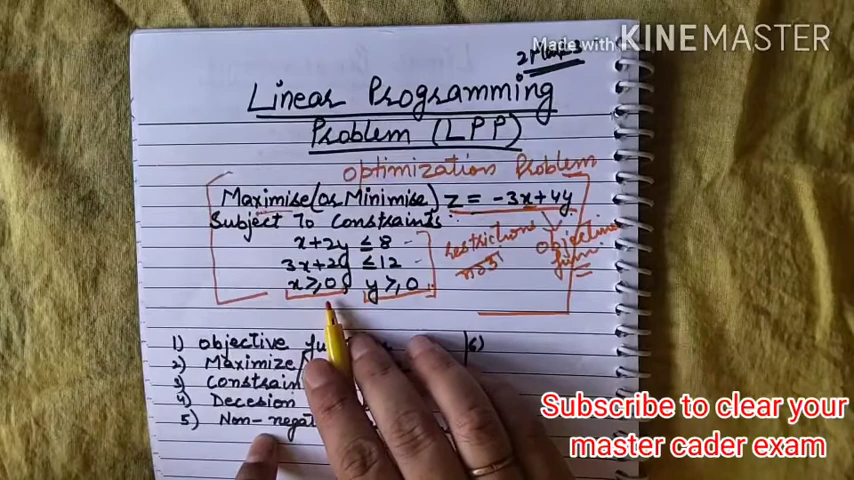 Made with KINEMASTER
Linear Programming
Problem (LPP)
optimization Problem
Maximise (or Minimise) z = -3x+4y
Subject To Constraints:
x+2y ≤ 8
3x+2y ≤ 12
x ≥ 0 y ≥ 0
restrictions
objective
1) objective
2) Maximize
3) Constrain
4) Decesion
5) Non-negat
6)
Subscribe to clear your
master cader exam